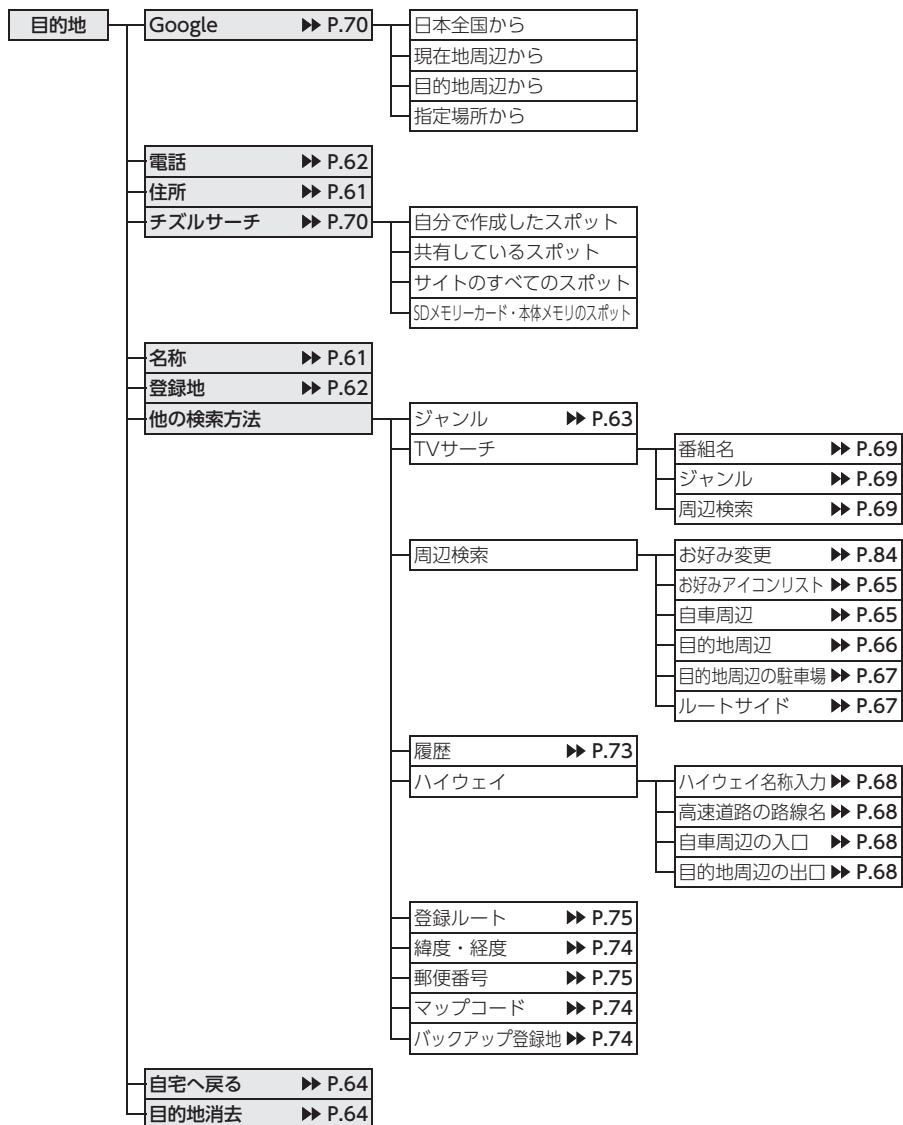 目的地
Google ▶▶ P.70
日本全国から
現在地周辺から
目的地周辺から
指定場所から
電話 ▶▶ P.62
住所 ▶▶ P.61
チズルサーチ ▶▶ P.70
自分で作成したスポット
共有しているスポット
サイトのすべてのスポット
SDメモリーカード・本体メモリのスポット
名称 ▶▶ P.61
登録地 ▶▶ P.62
他の検索方法
ジャンル ▶▶ P.63
TVサーチ
番組名 ▶▶ P.69
ジャンル ▶▶ P.69
周辺検索 ▶▶ P.69
周辺検索
お好み変更 ▶▶ P.84
お好みアイコンリスト ▶▶ P.65
自車周辺 ▶▶ P.65
目的地周辺 ▶▶ P.66
目的地周辺の駐車場 ▶▶ P.67
ルートサイド ▶▶ P.67
履歴 ▶▶ P.73
ハイウェイ
ハイウェイ名称入力 ▶▶ P.68
高速道路の路線名 ▶▶ P.68
自車周辺の入口 ▶▶ P.68
目的地周辺の出口 ▶▶ P.68
登録ルート ▶▶ P.75
緯度・経度 ▶▶ P.74
郵便番号 ▶▶ P.75
マップコード ▶▶ P.74
バックアップ登録地 ▶▶ P.74
自宅へ戻る ▶▶ P.64
目的地消去 ▶▶ P.64